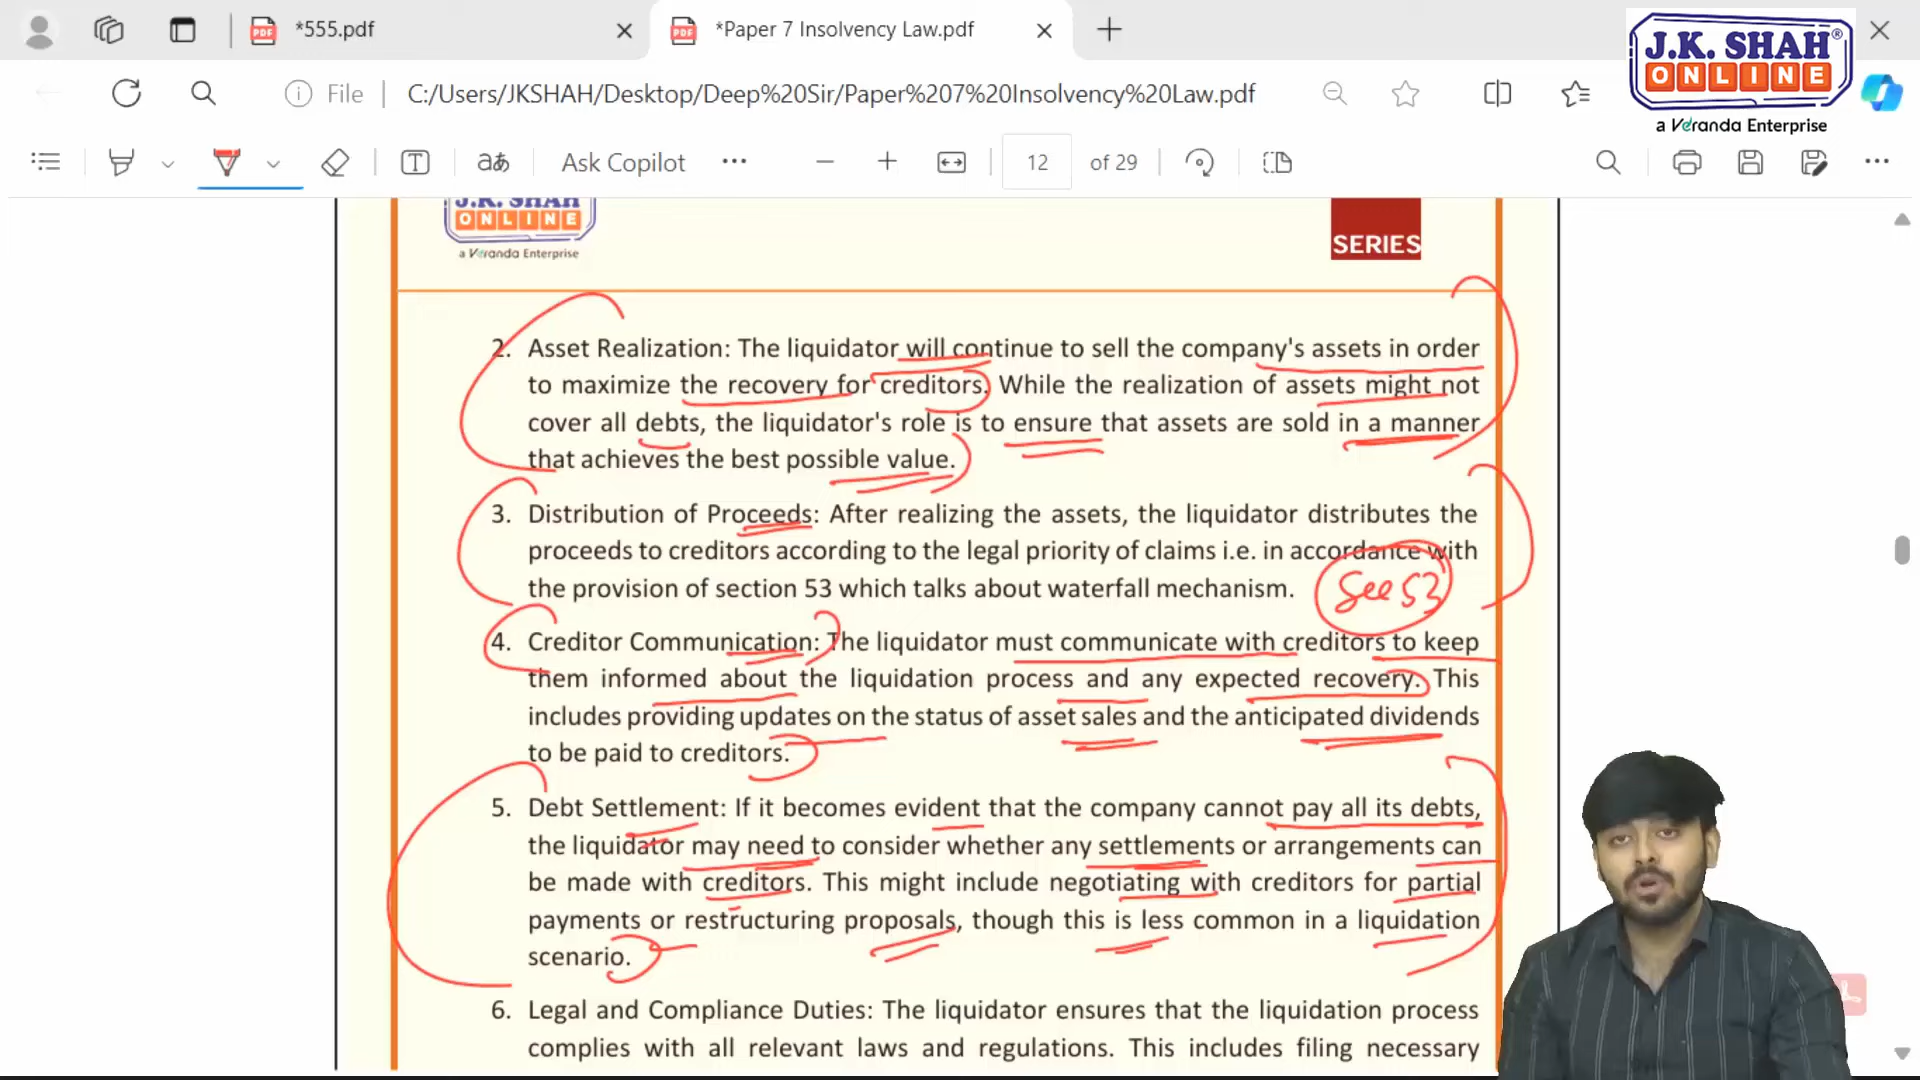 *555.pdf
*Paper 7 Insolvency Law.pdf
J.K. SHAH®
ONLINE
a Veranda Enterprise
File
C:/Users/JKSHAH/Desktop/Deep%20Sir/Paper%207%20Insolvency%20Law.pdf
aあ
Ask Copilot
12 of 29
J.K. SHAH
ONLINE
a Veranda Enterprise
SERIES
2. Asset Realization: The liquidator will continue to sell the company's assets in order
to maximize the recovery for creditors. While the realization of assets might not
cover all debts, the liquidator's role is to ensure that assets are sold in a manner
that achieves the best possible value.
3. Distribution of Proceeds: After realizing the assets, the liquidator distributes the
proceeds to creditors according to the legal priority of claims i.e. in accordance with
the provision of section 53 which talks about waterfall mechanism.
See 53
4. Creditor Communication: The liquidator must communicate with creditors to keep
them informed about the liquidation process and any expected recovery. This
includes providing updates on the status of asset sales and the anticipated dividends
to be paid to creditors.
5. Debt Settlement: If it becomes evident that the company cannot pay all its debts,
the liquidator may need to consider whether any settlements or arrangements can
be made with creditors. This might include negotiating with creditors for partial
payments or restructuring proposals, though this is less common in a liquidation
scenario.
6. Legal and Compliance Duties: The liquidator ensures that the liquidation process
complies with all relevant laws and regulations. This includes filing necessary